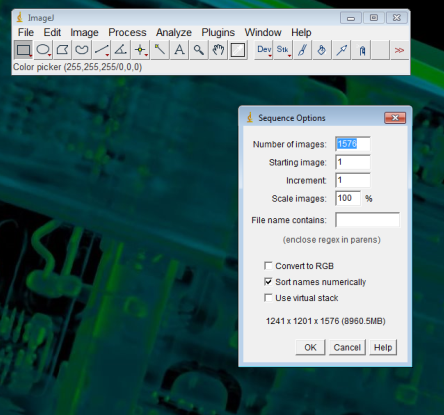 ImageJ
File Edit Image Process Analyze Plugins Window Help
A Dev Stk >>
Color picker (255,255,255/0,0,0)
Sequence Options
Number of images: 1576
Starting image: 1
Increment: 1
Scale images: 100 %
File name contains:
(enclose regex in parens)
Convert to RGB
Sort names numerically
Use virtual stack
1241 x 1201 x 1576 (8960.5MB)
OK Cancel Help